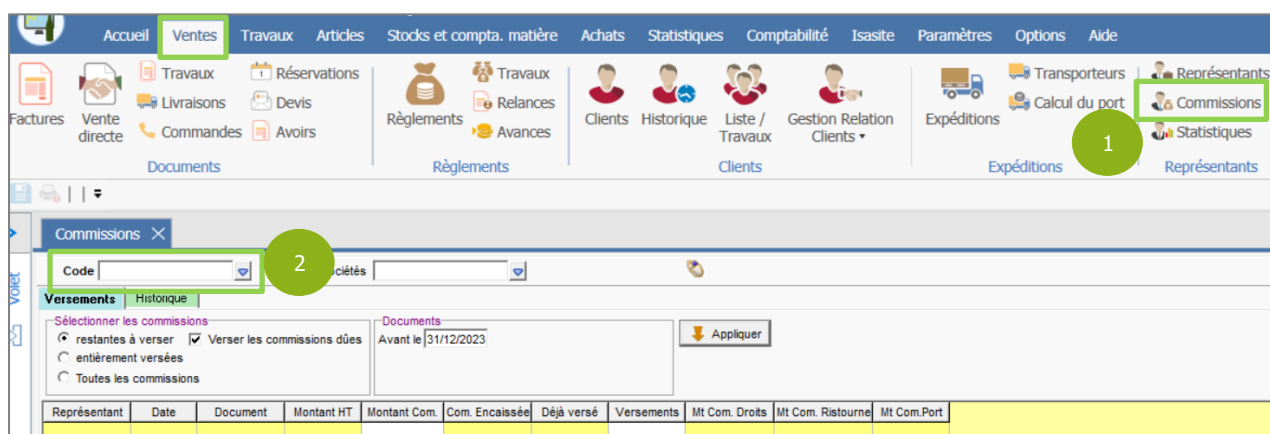 Accueil Ventes Travaux Articles Stocks et compta. matière Achats Statistiques Comptabilité Isasite Paramètres Options Aide
Factures
Vente directe
Travaux
Livraisons
Commandes
Réservations
Devis
Avoirs
Documents
Règlements
Travaux
Relances
Avances
Règlements
Clients
Historique
Liste /
Travaux
Gestion Relation
Clients
Clients
Expéditions
Transporteurs
Calcul du port
Expéditions
Représentants
Commissions
Statistiques
Représentants
1
Commissions
Volet
Code
2
ociétés
Versements Historique
Sélectionner les commissions
restantes à verser Verser les commissions dûes
entièrement versées
Toutes les commissions
Documents
Avant le 31/12/2023
Appliquer
Représentant Date Document Montant HT Montant Com. Com. Encaissée Déjà versé Versements Mt Com. Droits Mt Com. Ristourne Mt Com.Port